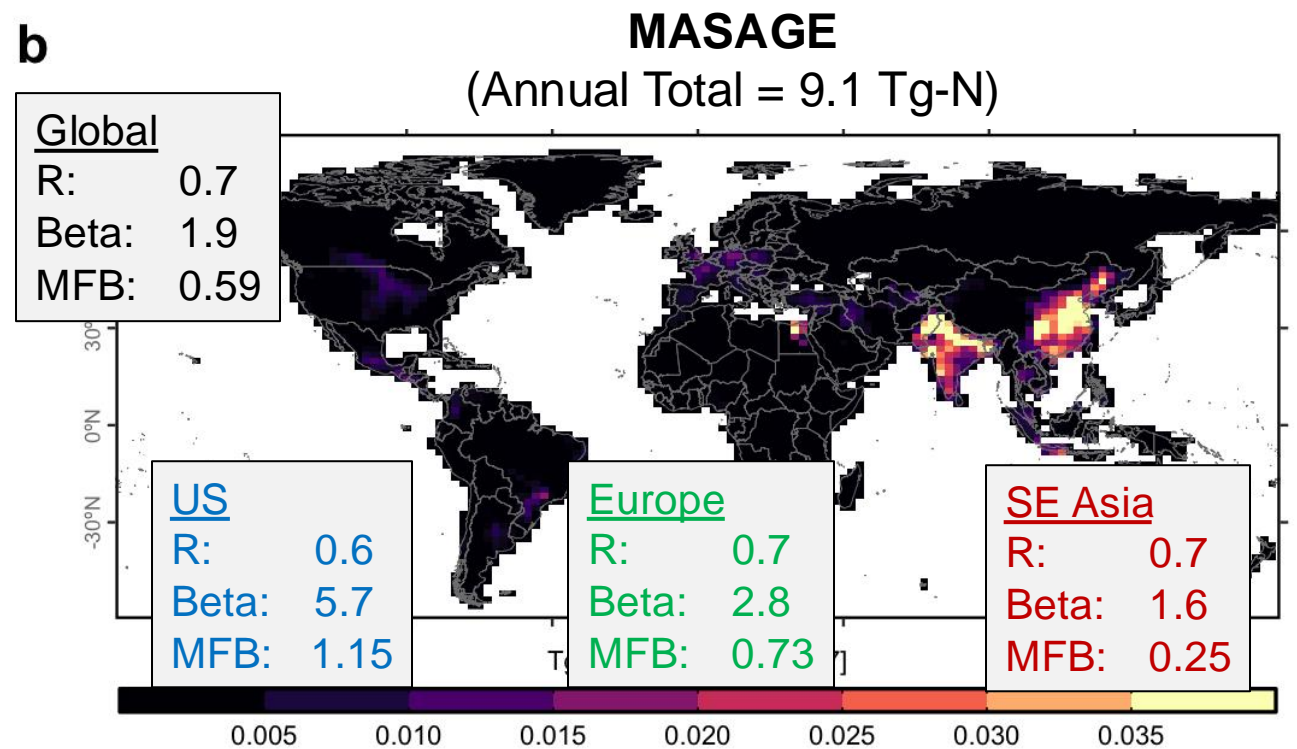 b
MASAGE
(Annual Total = 9.1 Tg-N)
Global
R: 0.7
Beta: 1.9
MFB: 0.59
30°
0°N
-30°N
US
R: 0.6
Beta: 5.7
MFB: 1.15
Europe
R: 0.7
Beta: 2.8
MFB: 0.73
SE Asia
R: 0.7
Beta: 1.6
MFB: 0.25
0.005 0.010 0.015 0.020 0.025 0.030 0.035